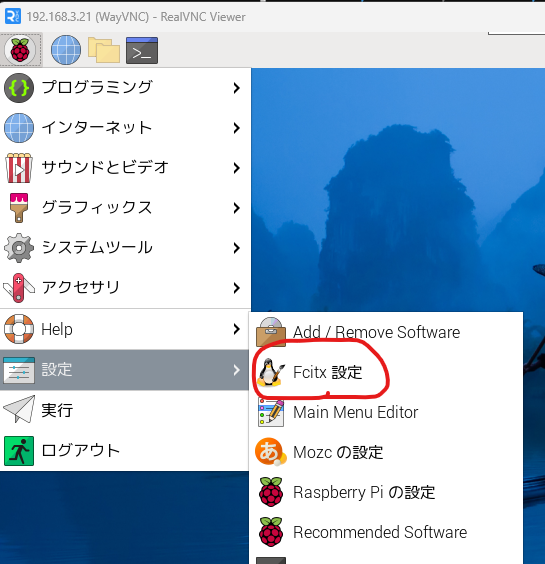 192.168.3.21 (WayVNC) - RealVNC Viewer
プログラミング
インターネット
サウンドとビデオ
グラフィックス
システムツール
アクセサリ
Help
設定
実行
ログアウト
Add / Remove Software
Fcitx 設定
Main Menu Editor
Mozc の設定
Raspberry Pi の設定
Recommended Software